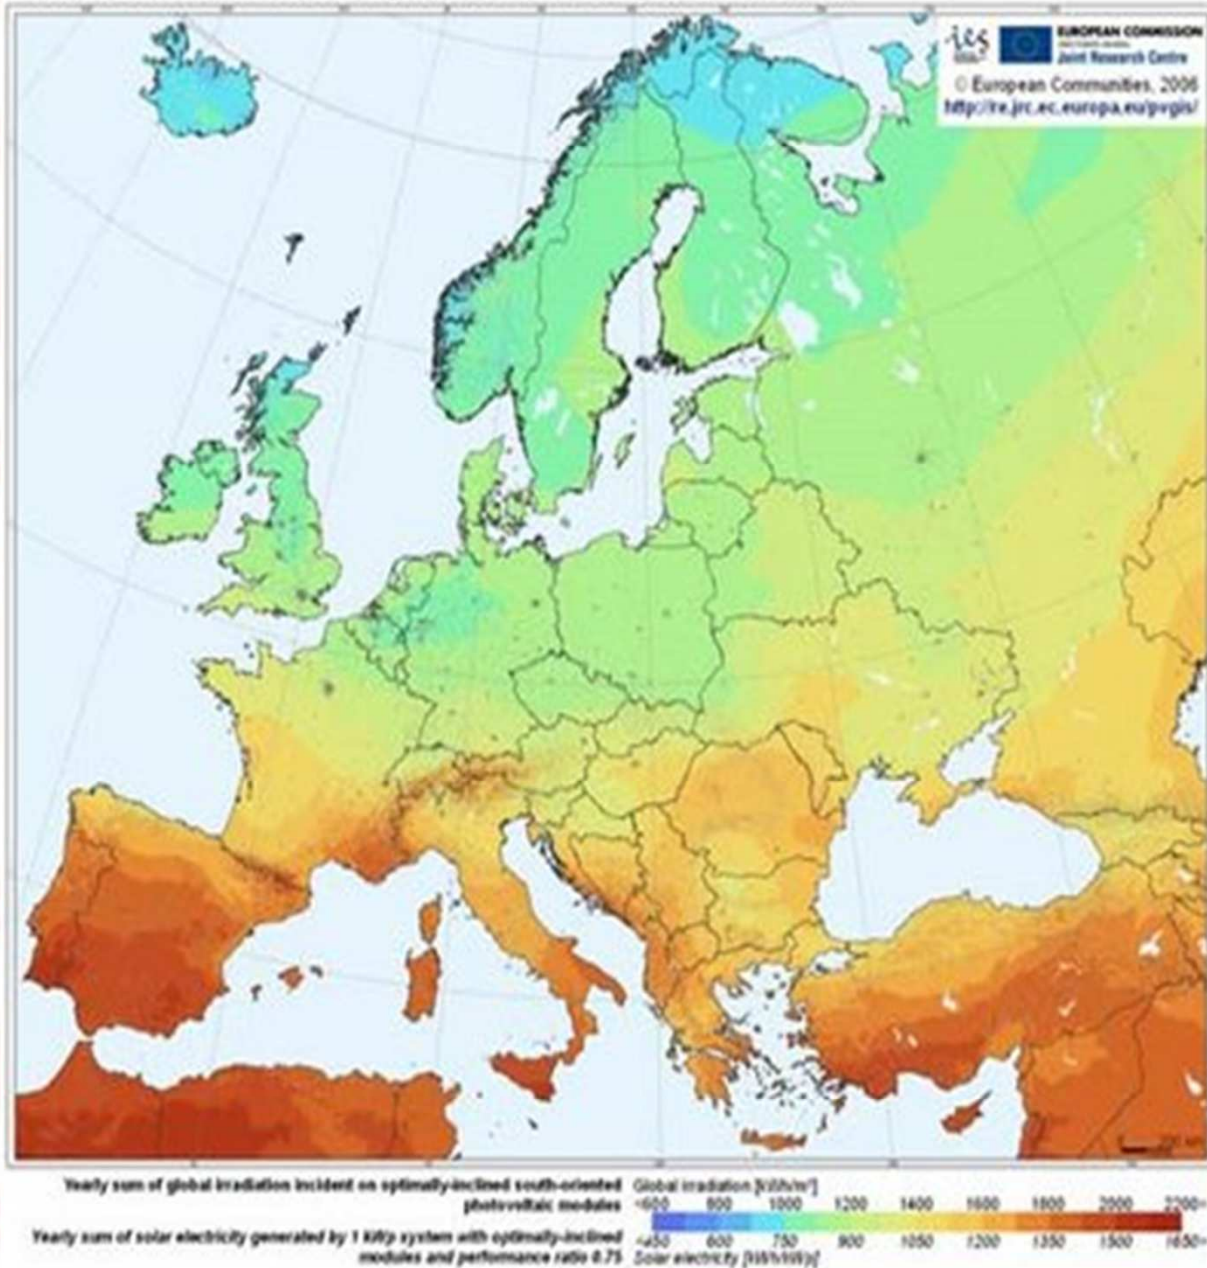 ies
EUROPEAN COMMISSION
Joint Research Centre
© European Communities, 2006
http://re.jrc.ec.europa.eu/pvgis/
Yearly sum of global irradiation incident on optimally-inclined south-oriented
photovoltaic modules
Global irradiation [kWh/m²]
<600 800 1000 1200 1400 1600 1800 2000 2200>
Yearly sum of solar electricity generated by 1 kWp system with optimally-inclined
modules and performance ratio 0.75
<450 600 750 900 1050 1200 1350 1500 1650>
Solar electricity [kWh/kWp]